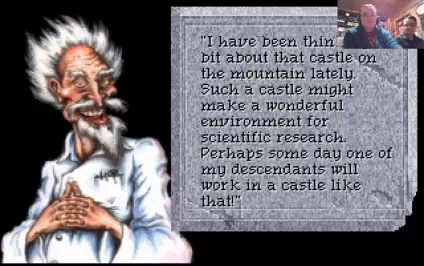 "I have been thin
bit about that castle on
the mountain lately.
Such a castle might
make a wonderful
environment for
scientific research.
Perhaps some day one of
my descendants will
work in a castle like
that!"